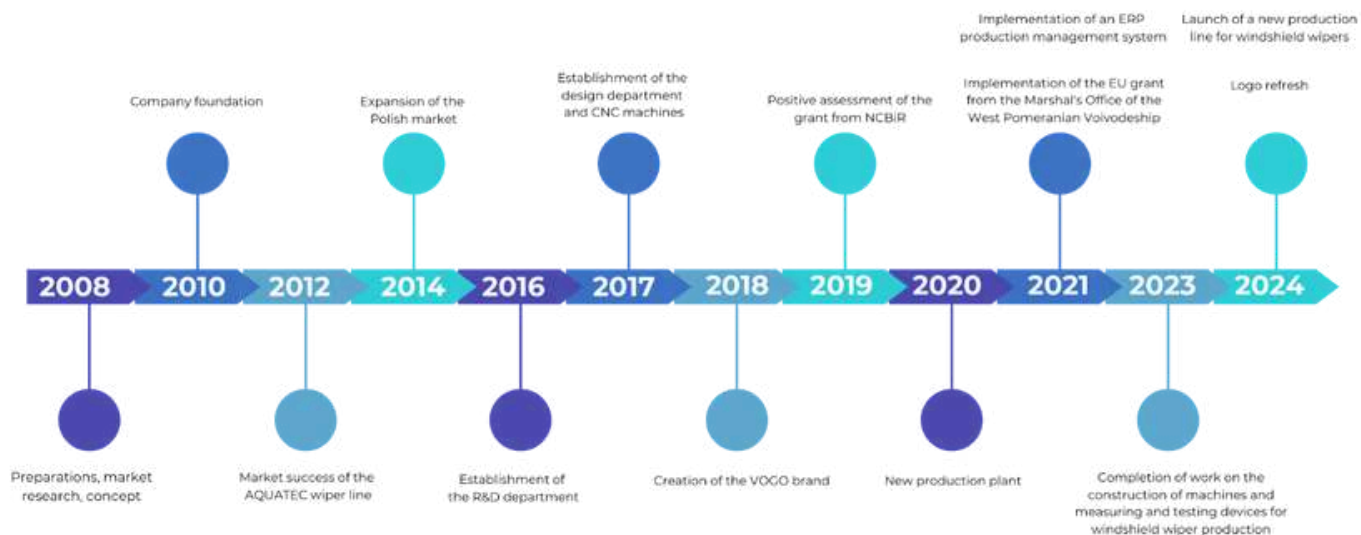 Implementation of an ERP
production management system
Launch of a new production
line for windshield wipers
Company foundation
Expansion of the
Polish market
Establishment of the
design department
and CNC machines
Positive assessment of the
grant from NCBiR
Implementation of the EU grant
from the Marshal's Office of the
West Pomeranian Voivodeship
Logo refresh
2008
2010
2012
2014
2016
2017
2018
2019
2020
2021
2023
2024
Preparations, market
research, concept
Market success of the
AQUATEC wiper line
Establishment of
the R&D department
Creation of the VOGO brand
New production plant
Completion of work on the
construction of machines and
measuring and testing devices for
windshield wiper production